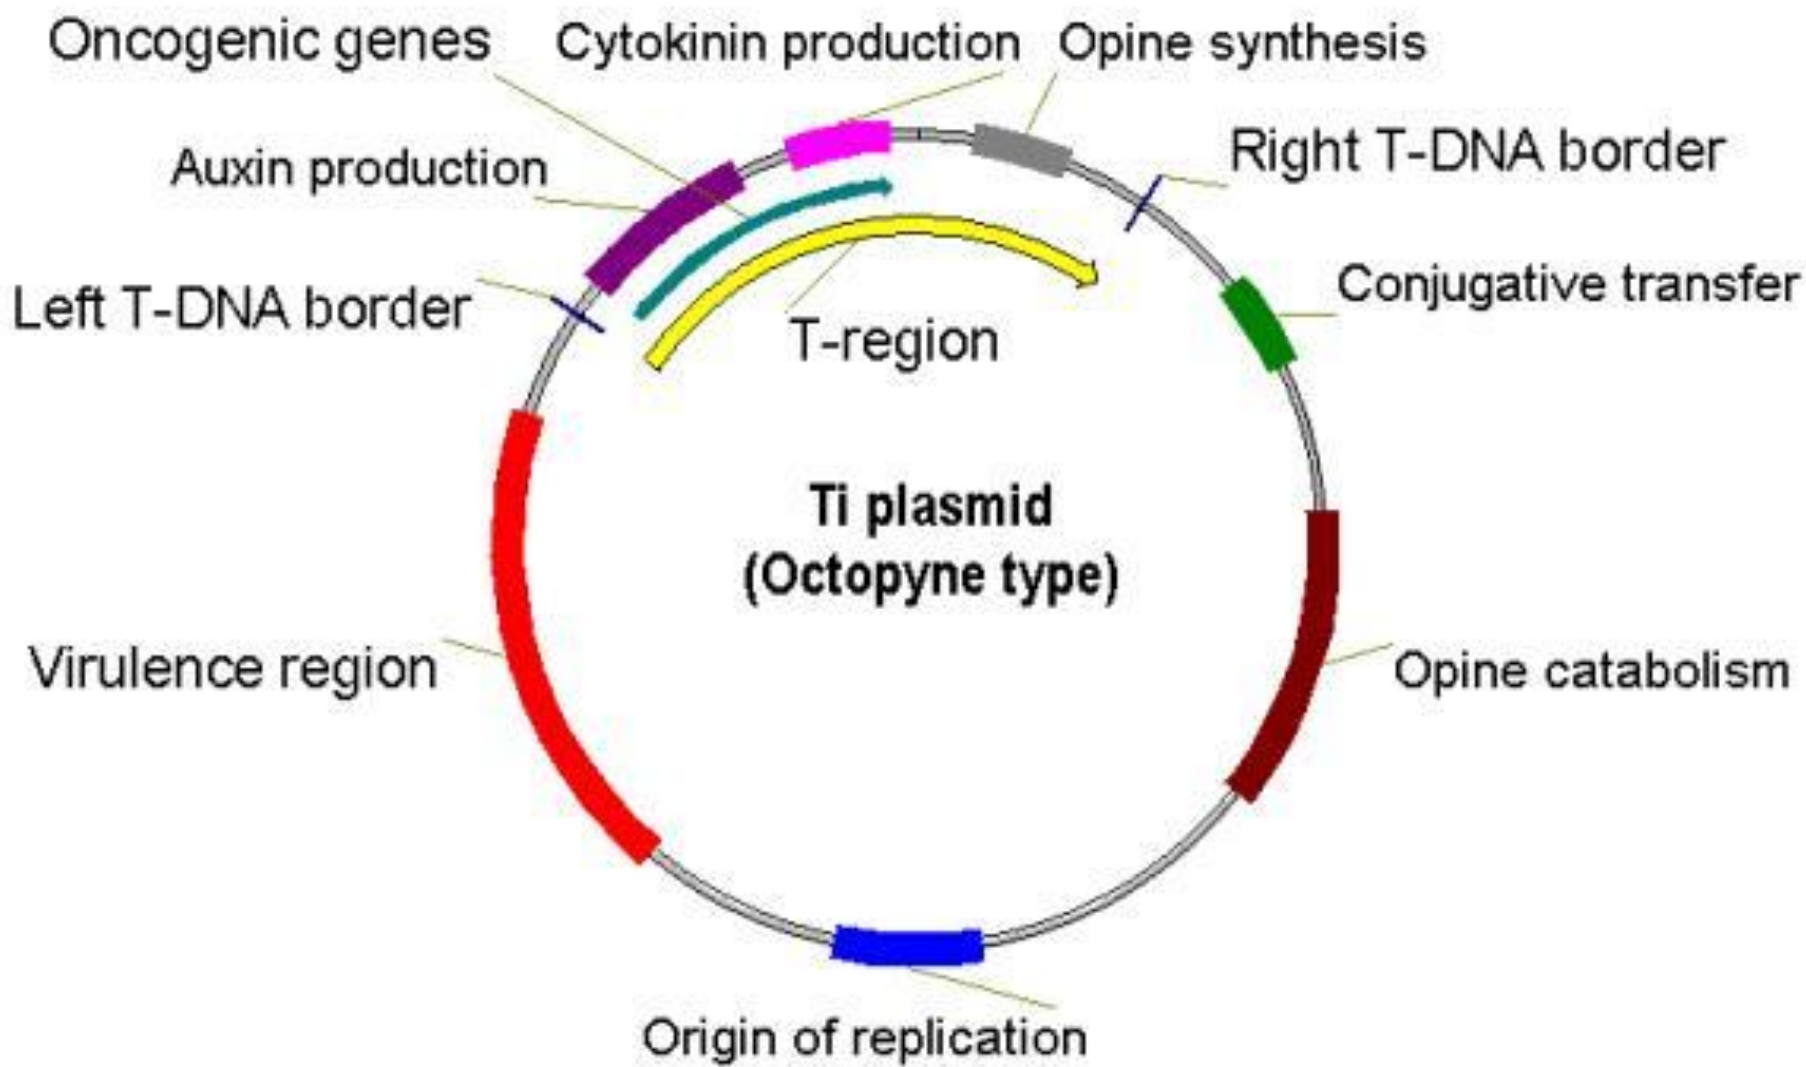 Oncogenic genes
Cytokinin production
Opine synthesis
Auxin production
Right T-DNA border
Left T-DNA border
Conjugative transfer
T-region
Ti plasmid
(Octopyne type)
Virulence region
Opine catabolism
Origin of replication